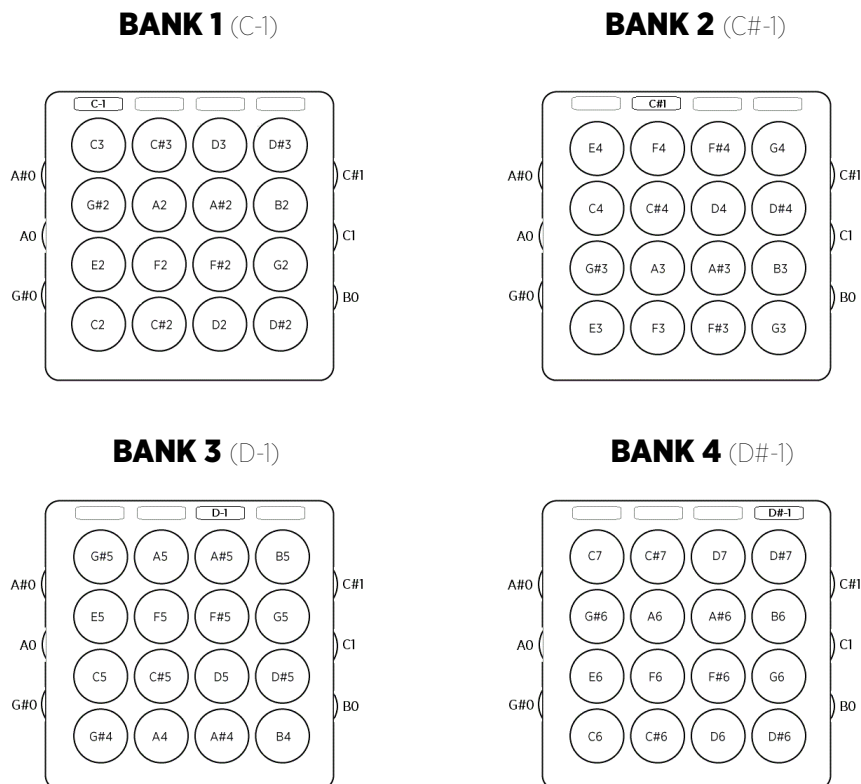 BANK 1 (C-1)
C-1
C3 C#3 D3 D#3
A#0 C#1
G#2 A2 A#2 B2
A0 C1
E2 F2 F#2 G2
G#0 B0
C2 C#2 D2 D#2
BANK 2 (C#-1)
C#1
E4 F4 F#4 G4
A#0 C#1
C4 C#4 D4 D#4
A0 C1
G#3 A3 A#3 B3
G#0 B0
E3 F3 F#3 G3
BANK 3 (D-1)
D-1
G#5 A5 A#5 B5
A#0 C#1
E5 F5 F#5 G5
A0 C1
C5 C#5 D5 D#5
G#0 B0
G#4 A4 A#4 B4
BANK 4 (D#-1)
D#-1
C7 C#7 D7 D#7
A#0 C#1
G#6 A6 A#6 B6
A0 C1
E6 F6 F#6 G6
G#0 B0
C6 C#6 D6 D#6